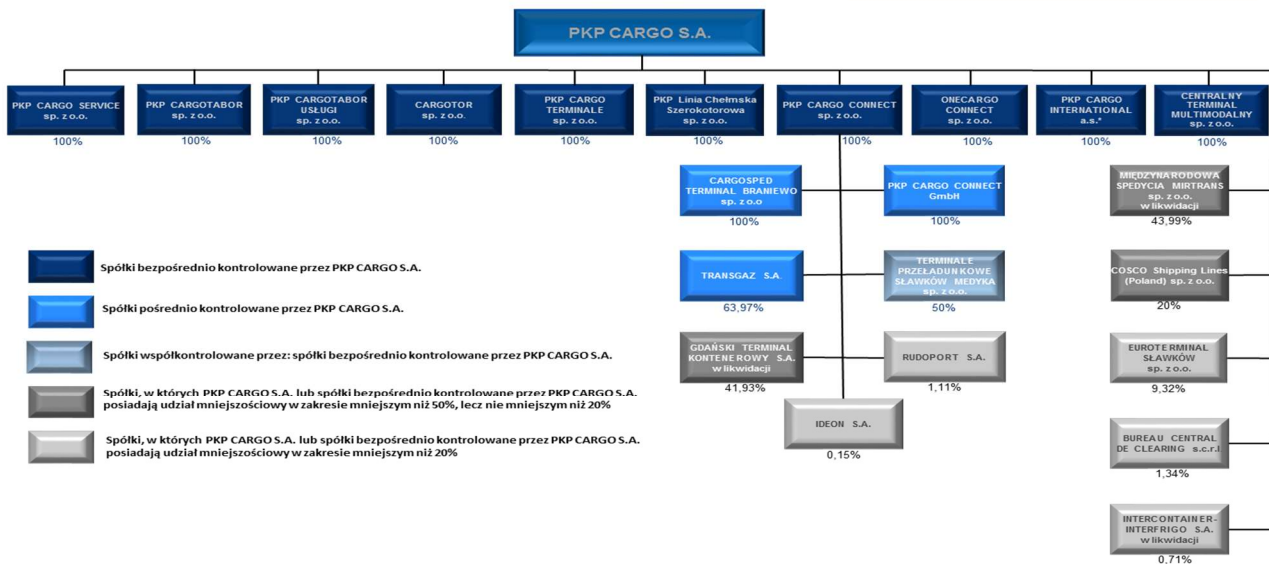 PKP CARGO S.A.
PKP CARGO SERVICE
sp. z o.o.
100%
PKP CARGOTABOR
sp. z o.o.
100%
PKP CARGOTABOR
USŁUGI
sp. z o.o.
100%
CARGOTOR
sp. z o.o.
100%
PKP CARGO
TERMINALE
sp. z o.o.
100%
PKP Linia Chełmska
Szerokotorowa
sp. z o.o.
100%
PKP CARGO CONNECT
sp. z o.o.
100%
ONECARGO
CONNECT
sp. z o.o.
100%
PKP CARGO
INTERNATIONAL
a.s.*
100%
CENTRALNY
TERMINAL
MULTIMODALNY
sp. z o.o.
100%
CARGOSPED
TERMINAL BRANIEWO
sp. z o.o
100%
PKP CARGO CONNECT
GmbH
100%
MIĘDZYNARODOWA
SPEDYCJA MIRTRANS
sp. z o.o.
w likwidacji
43,99%
TRANSGAZ S.A.
63,97%
TERMINALE
PRZEŁADUNKOWE
SŁAWKÓW MEDYKA
sp. z o.o.
50%
COSCO Shipping Lines
(Poland) sp. z o.o.
20%
GDAŃSKI TERMINAL
KONTENEROWY S.A.
w likwidacji
41,93%
RUDOPORT S.A.
1,11%
EUROTERMINAL
SŁAWKÓW
sp. z o.o.
9,32%
IDEON S.A.
0,15%
BUREAU CENTRAL
DE CLEARING s.c.r.l
1,34%
INTERCONTAINER-
INTERFRIGO S.A.
w likwidacji
0,71%
Spółki bezpośrednio kontrolowane przez PKP CARGO S.A.
Spółki pośrednio kontrolowane przez PKP CARGO S.A.
Spółki współkontrolowane przez: spółki bezpośrednio kontrolowane przez PKP CARGO S.A.
Spółki, w których PKP CARGO S.A. lub spółki bezpośrednio kontrolowane przez PKP CARGO S.A.
posiadają udział mniejszościowy w zakresie mniejszym niż 50%, lecz nie mniejszym niż 20%
Spółki, w których PKP CARGO S.A. lub spółki bezpośrednio kontrolowane przez PKP CARGO S.A.
posiadają udział mniejszościowy w zakresie mniejszym niż 20%